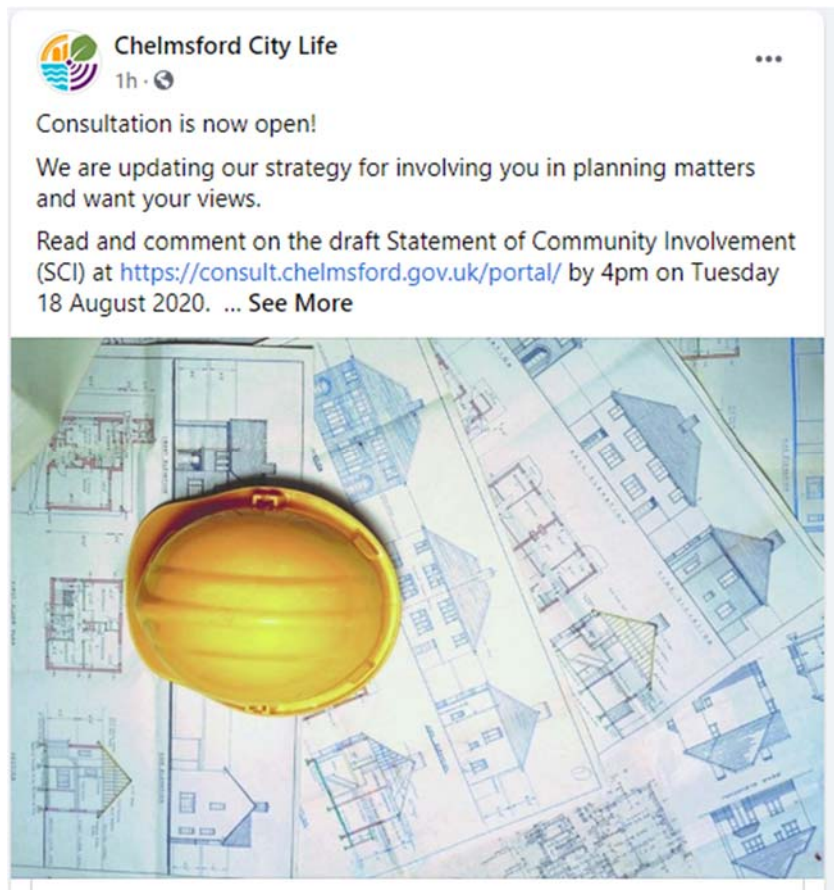 Chelmsford City Life
1h ·
Consultation is now open!
We are updating our strategy for involving you in planning matters
and want your views.
Read and comment on the draft Statement of Community Involvement
(SCI) at https://consult.chelmsford.gov.uk/portal/ by 4pm on Tuesday
18 August 2020. ... See More